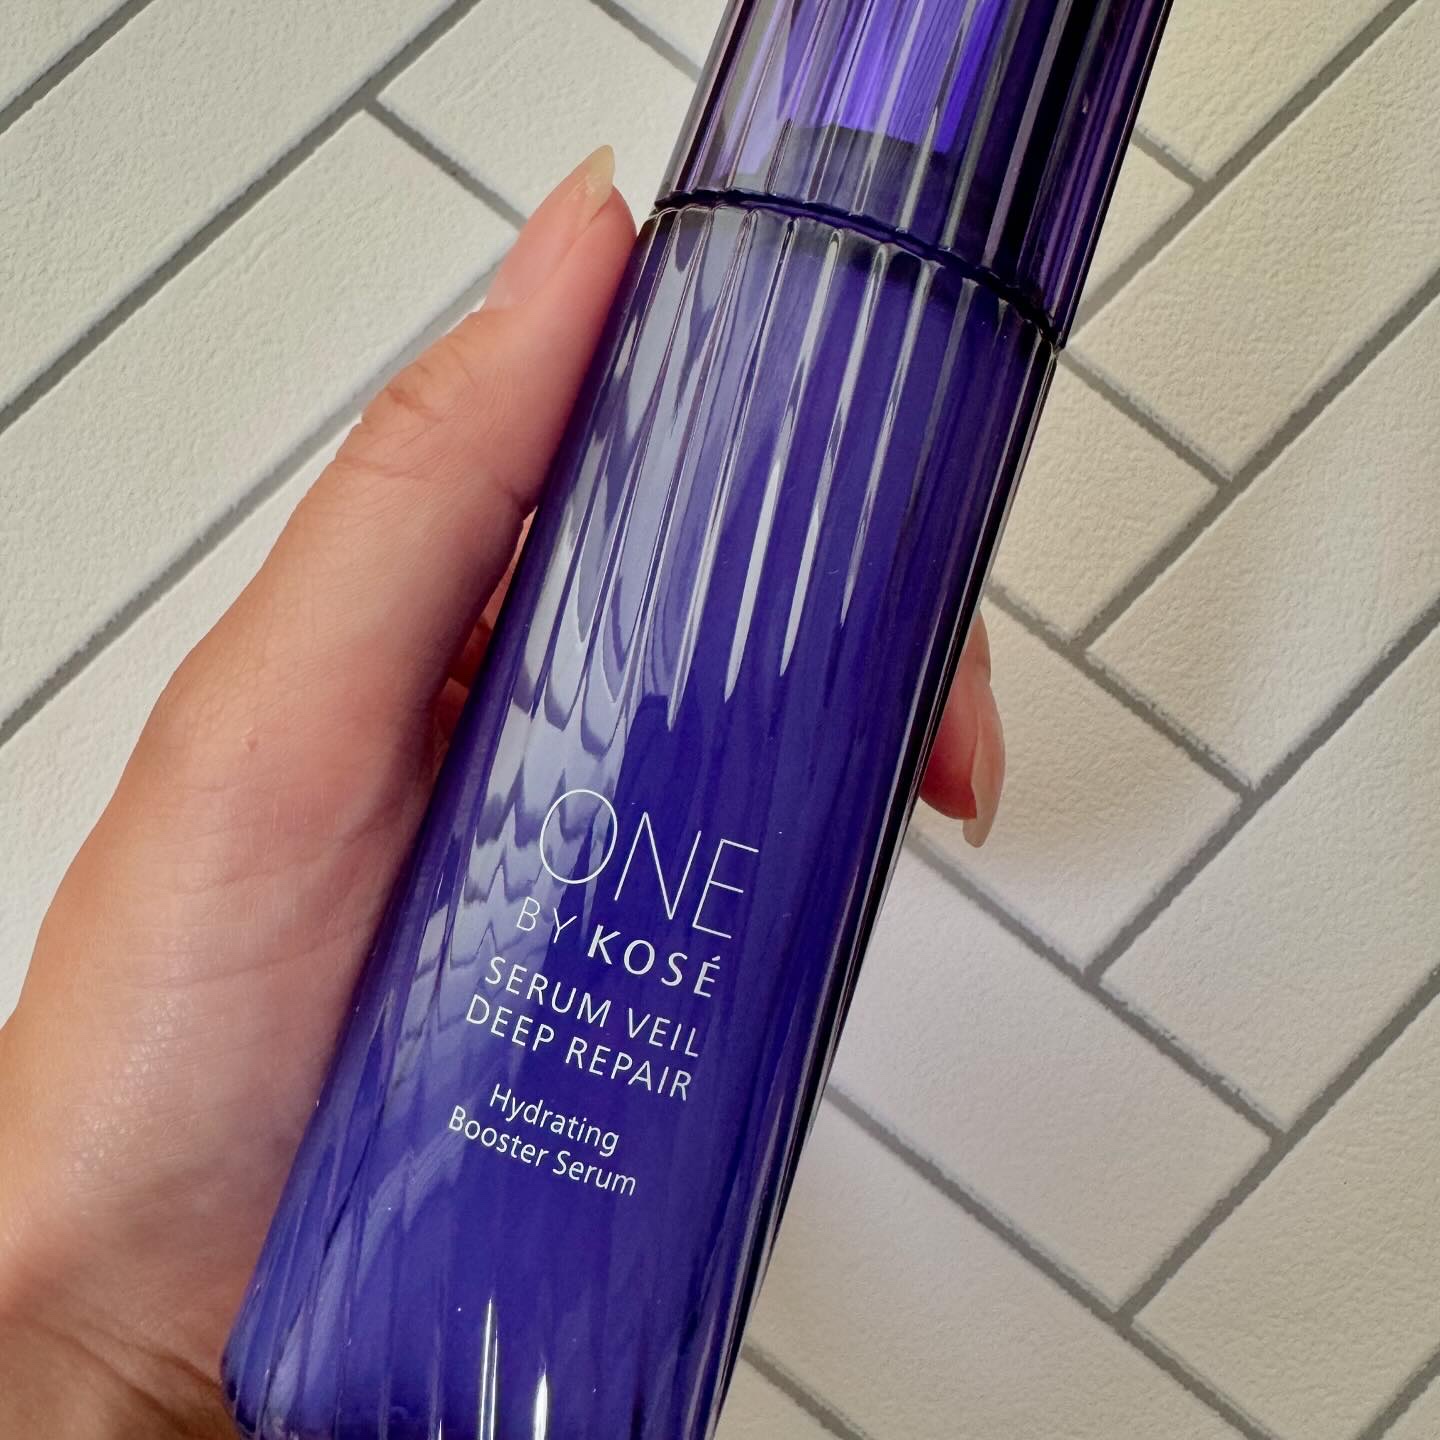 ONE
BY KOSÉ
SERUM VEIL
DEEP REPAIR
Hydrating
Booster Serum